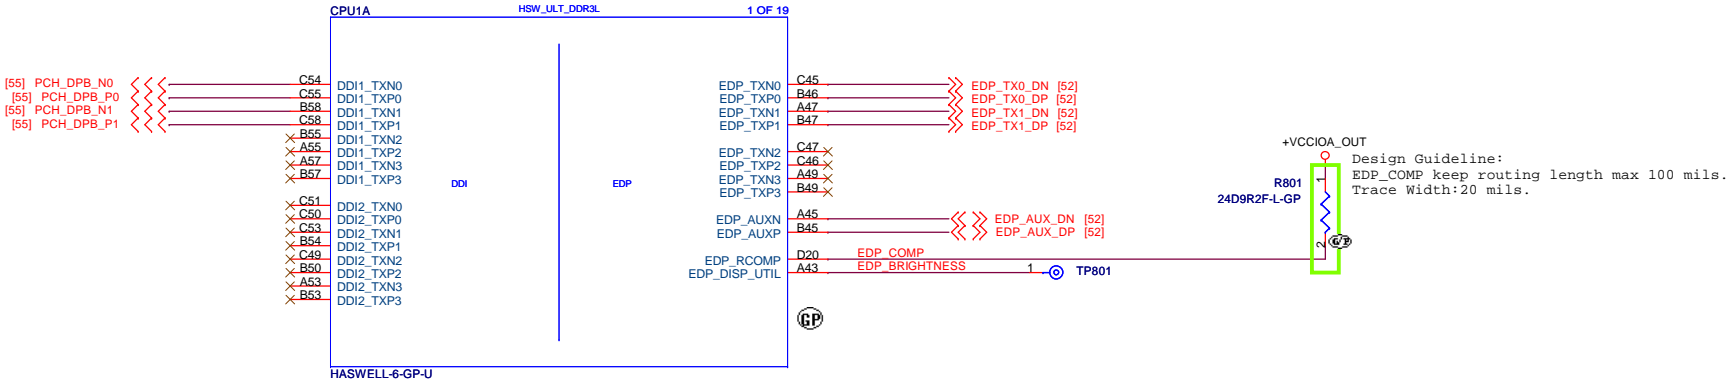 CPU1A HSW_ULT_DDR3L 1 OF 19
[55] PCH_DPB_N0 C54 DDI1_TXN0 EDP_TXN0 C45 EDP_TX0_DN [52]
[55] PCH_DPB_P0 C55 DDI1_TXP0 EDP_TXP0 B46 EDP_TX0_DP [52]
[55] PCH_DPB_N1 B58 DDI1_TXN1 EDP_TXN1 A47 EDP_TX1_DN [52]
[55] PCH_DPB_P1 C58 DDI1_TXP1 EDP_TXP1 B47 EDP_TX1_DP [52]
B55 DDI1_TXN2
A55 DDI1_TXP2 EDP_TXN2 C47
A57 DDI1_TXN3 EDP_TXP2 C46
B57 DDI1_TXP3 EDP_TXN3 A49
EDP_TXP3 B49
DDI EDP
C51 DDI2_TXN0
C50 DDI2_TXP0 EDP_AUXN A45 EDP_AUX_DN [52]
C53 DDI2_TXN1 EDP_AUXP B45 EDP_AUX_DP [52]
B54 DDI2_TXP1
C49 DDI2_TXN2 EDP_RCOMP D20 EDP_COMP
B50 DDI2_TXP2 EDP_DISP_UTIL A43 EDP_BRIGHTNESS 1 TP801
A53 DDI2_TXN3
B53 DDI2_TXP3
GP
HASWELL-6-GP-U
+VCCIOA_OUT
1
R801
24D9R2F-L-GP
2
G/P
Design Guideline:
EDP_COMP keep routing length max 100 mils.
Trace Width:20 mils.